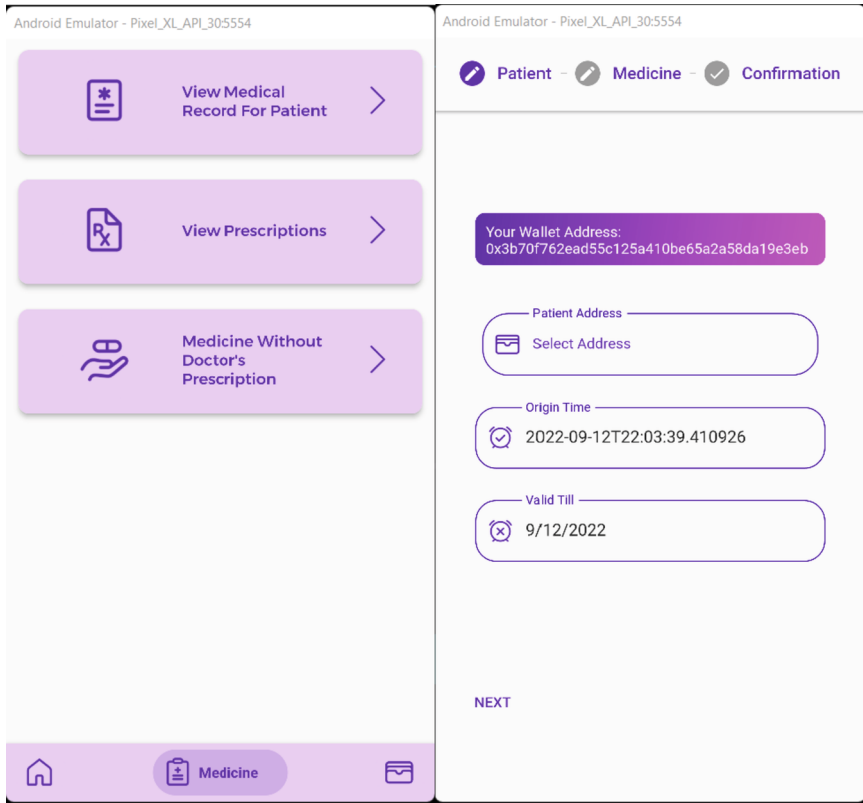 Android Emulator - Pixel_XL_API_30:5554
View Medical
Record For Patient
View Prescriptions
Medicine Without
Doctor's
Prescription
Medicine
Android Emulator - Pixel_XL_API_30:5554
Patient - Medicine - Confirmation
Your Wallet Address:
0x3b70f762ead55c125a410be65a2a58da19e3eb
Patient Address
Select Address
Origin Time
2022-09-12T22:03:39.410926
Valid Till
9/12/2022
NEXT